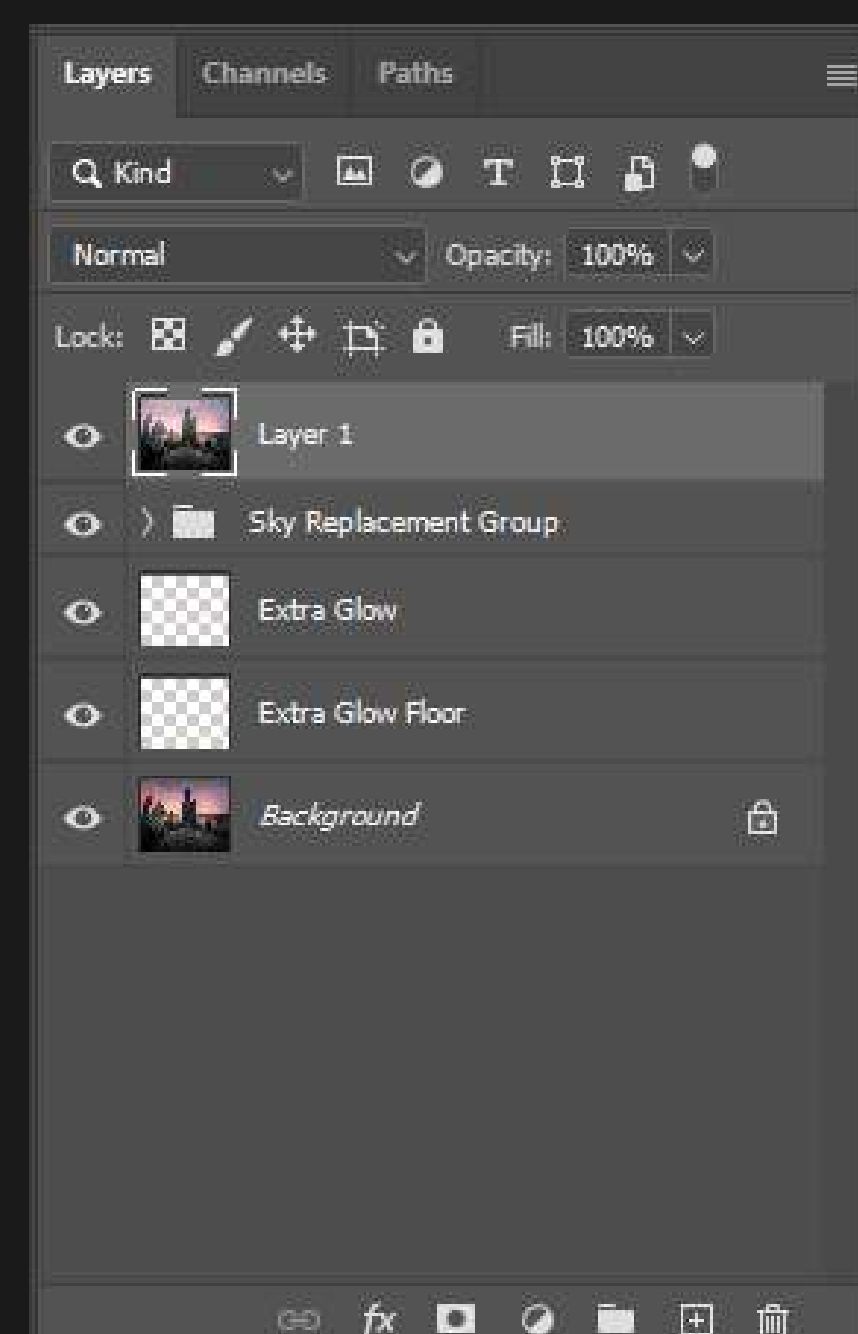 Layers Channels Paths
Kind
Normal Opacity: 100%
Lock: Fill: 100%
Layer 1
Sky Replacement Group
Extra Glow
Extra Glow Floor
Background
fx